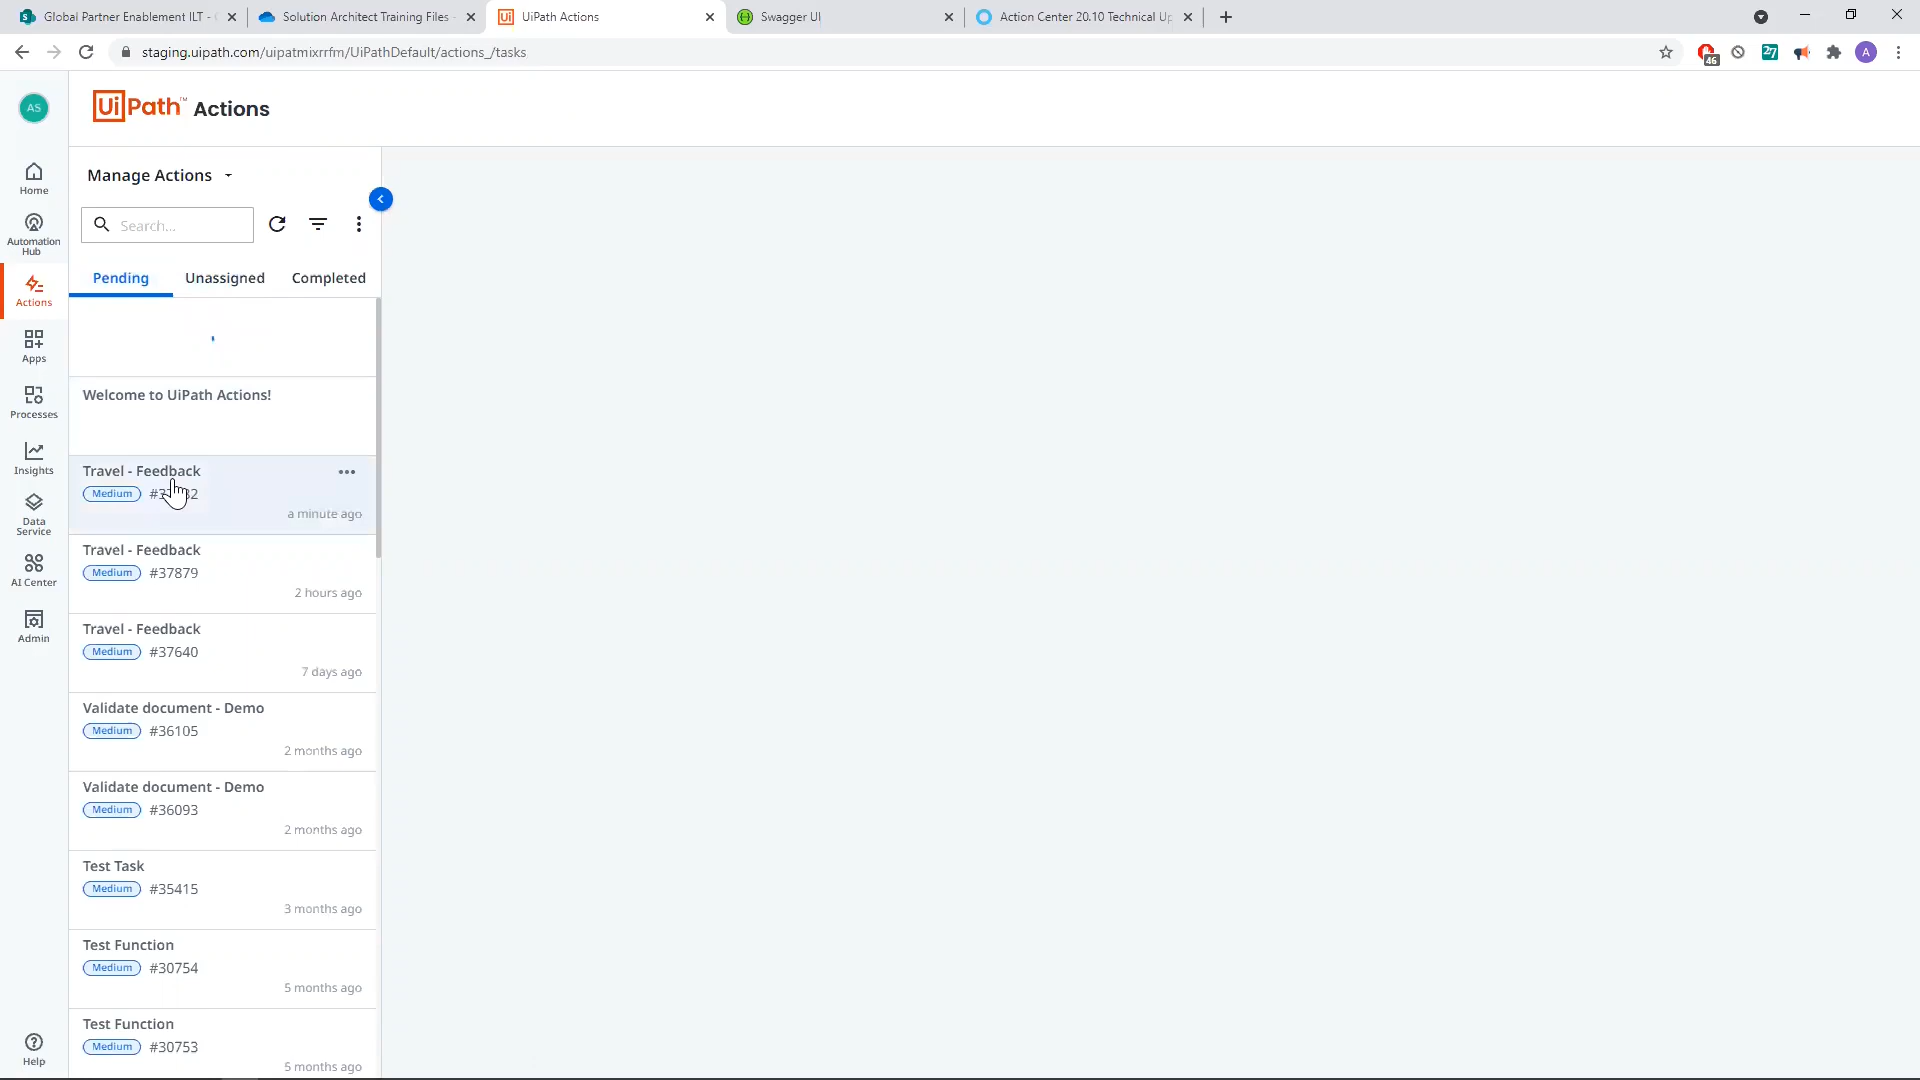 Global Partner Enablement ILT -
Solution Architect Training Files -
UiPath Actions
Swagger UI
Action Center 20.10 Technical Up
staging.uipath.com/uipatmixrrfm/UiPathDefault/actions_/tasks
46
27
A
AS
UiPath™ Actions
Home
Automation Hub
Actions
Apps
Processes
Insights
Data Service
AI Center
Admin
Help
Manage Actions
Search...
Pending Unassigned Completed
Welcome to UiPath Actions!
Travel - Feedback
Medium
a minute ago
Travel - Feedback
Medium #37879
2 hours ago
Travel - Feedback
Medium #37640
7 days ago
Validate document - Demo
Medium #36105
2 months ago
Validate document - Demo
Medium #36093
2 months ago
Test Task
Medium #35415
3 months ago
Test Function
Medium #30754
5 months ago
Test Function
Medium #30753
5 months ago